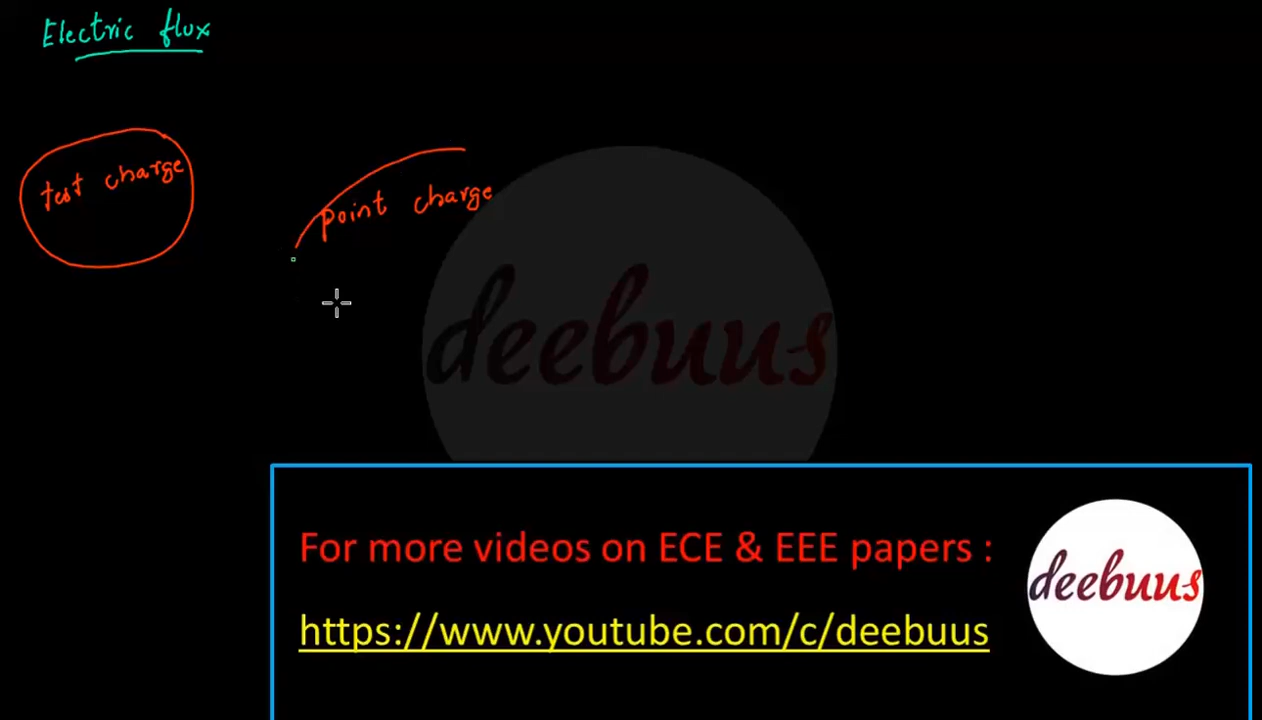 Electric flux
test charge
point charge
deebuus
For more videos on ECE & EEE papers :
deebuus
https://www.youtube.com/c/deebuus